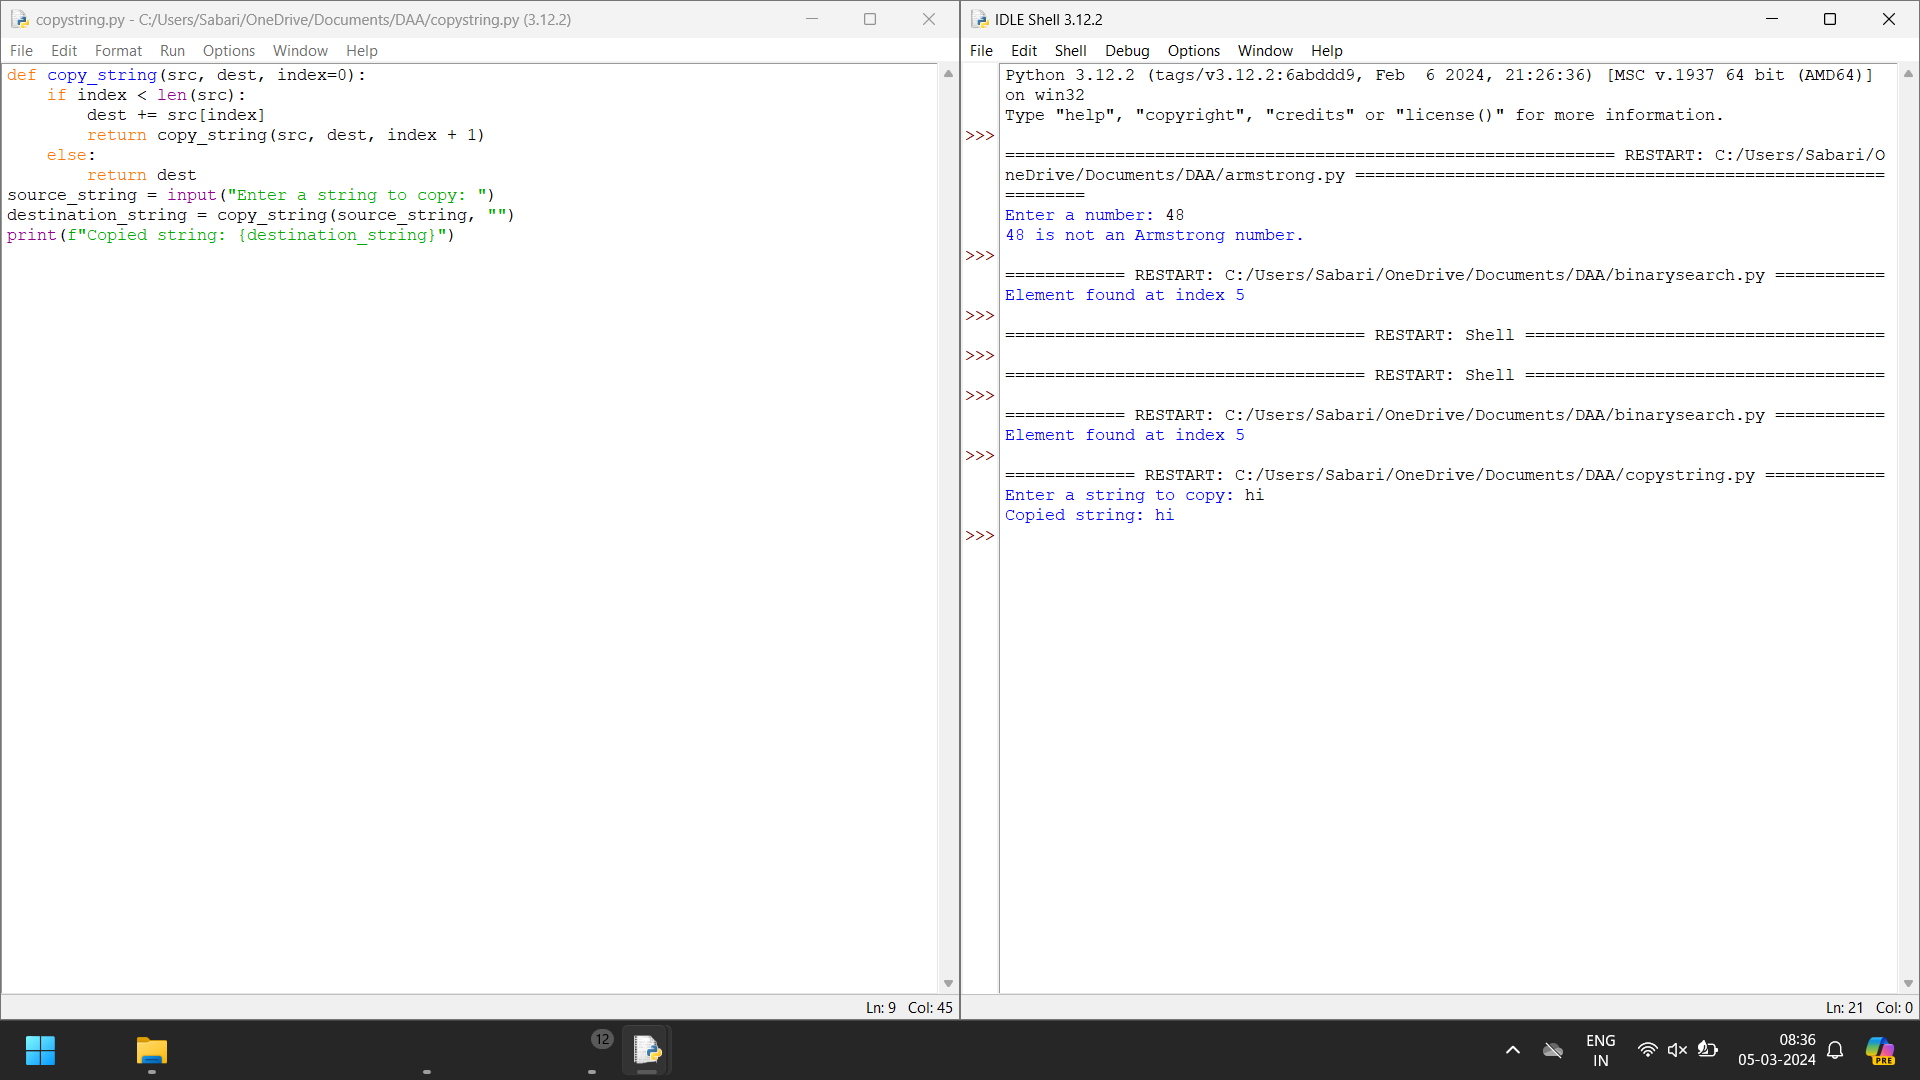 copystring.py - C:/Users/Sabari/OneDrive/Documents/DAA/copystring.py (3.12.2)
File Edit Format Run Options Window Help
def copy_string(src, dest, index=0):
    if index < len(src):
        dest += src[index]
        return copy_string(src, dest, index + 1)
    else:
        return dest
source_string = input("Enter a string to copy: ")
destination_string = copy_string(source_string, "")
print(f"Copied string: {destination_string}")
Ln: 9 Col: 45
IDLE Shell 3.12.2
File Edit Shell Debug Options Window Help
Python 3.12.2 (tags/v3.12.2:6abddd9, Feb  6 2024, 21:26:36) [MSC v.1937 64 bit (AMD64)]
on win32
Type "help", "copyright", "credits" or "license()" for more information.
>>>
============================================================= RESTART: C:/Users/Sabari/O
neDrive/Documents/DAA/armstrong.py =====================================================
========
Enter a number: 48
48 is not an Armstrong number.
>>>
============ RESTART: C:/Users/Sabari/OneDrive/Documents/DAA/binarysearch.py ===========
Element found at index 5
>>>
==================================== RESTART: Shell ====================================
>>>
==================================== RESTART: Shell ====================================
>>>
============ RESTART: C:/Users/Sabari/OneDrive/Documents/DAA/binarysearch.py ===========
Element found at index 5
>>>
============= RESTART: C:/Users/Sabari/OneDrive/Documents/DAA/copystring.py ============
Enter a string to copy: hi
Copied string: hi
>>>
Ln: 21 Col: 0
12
ENG
IN
08:36
05-03-2024
PRE